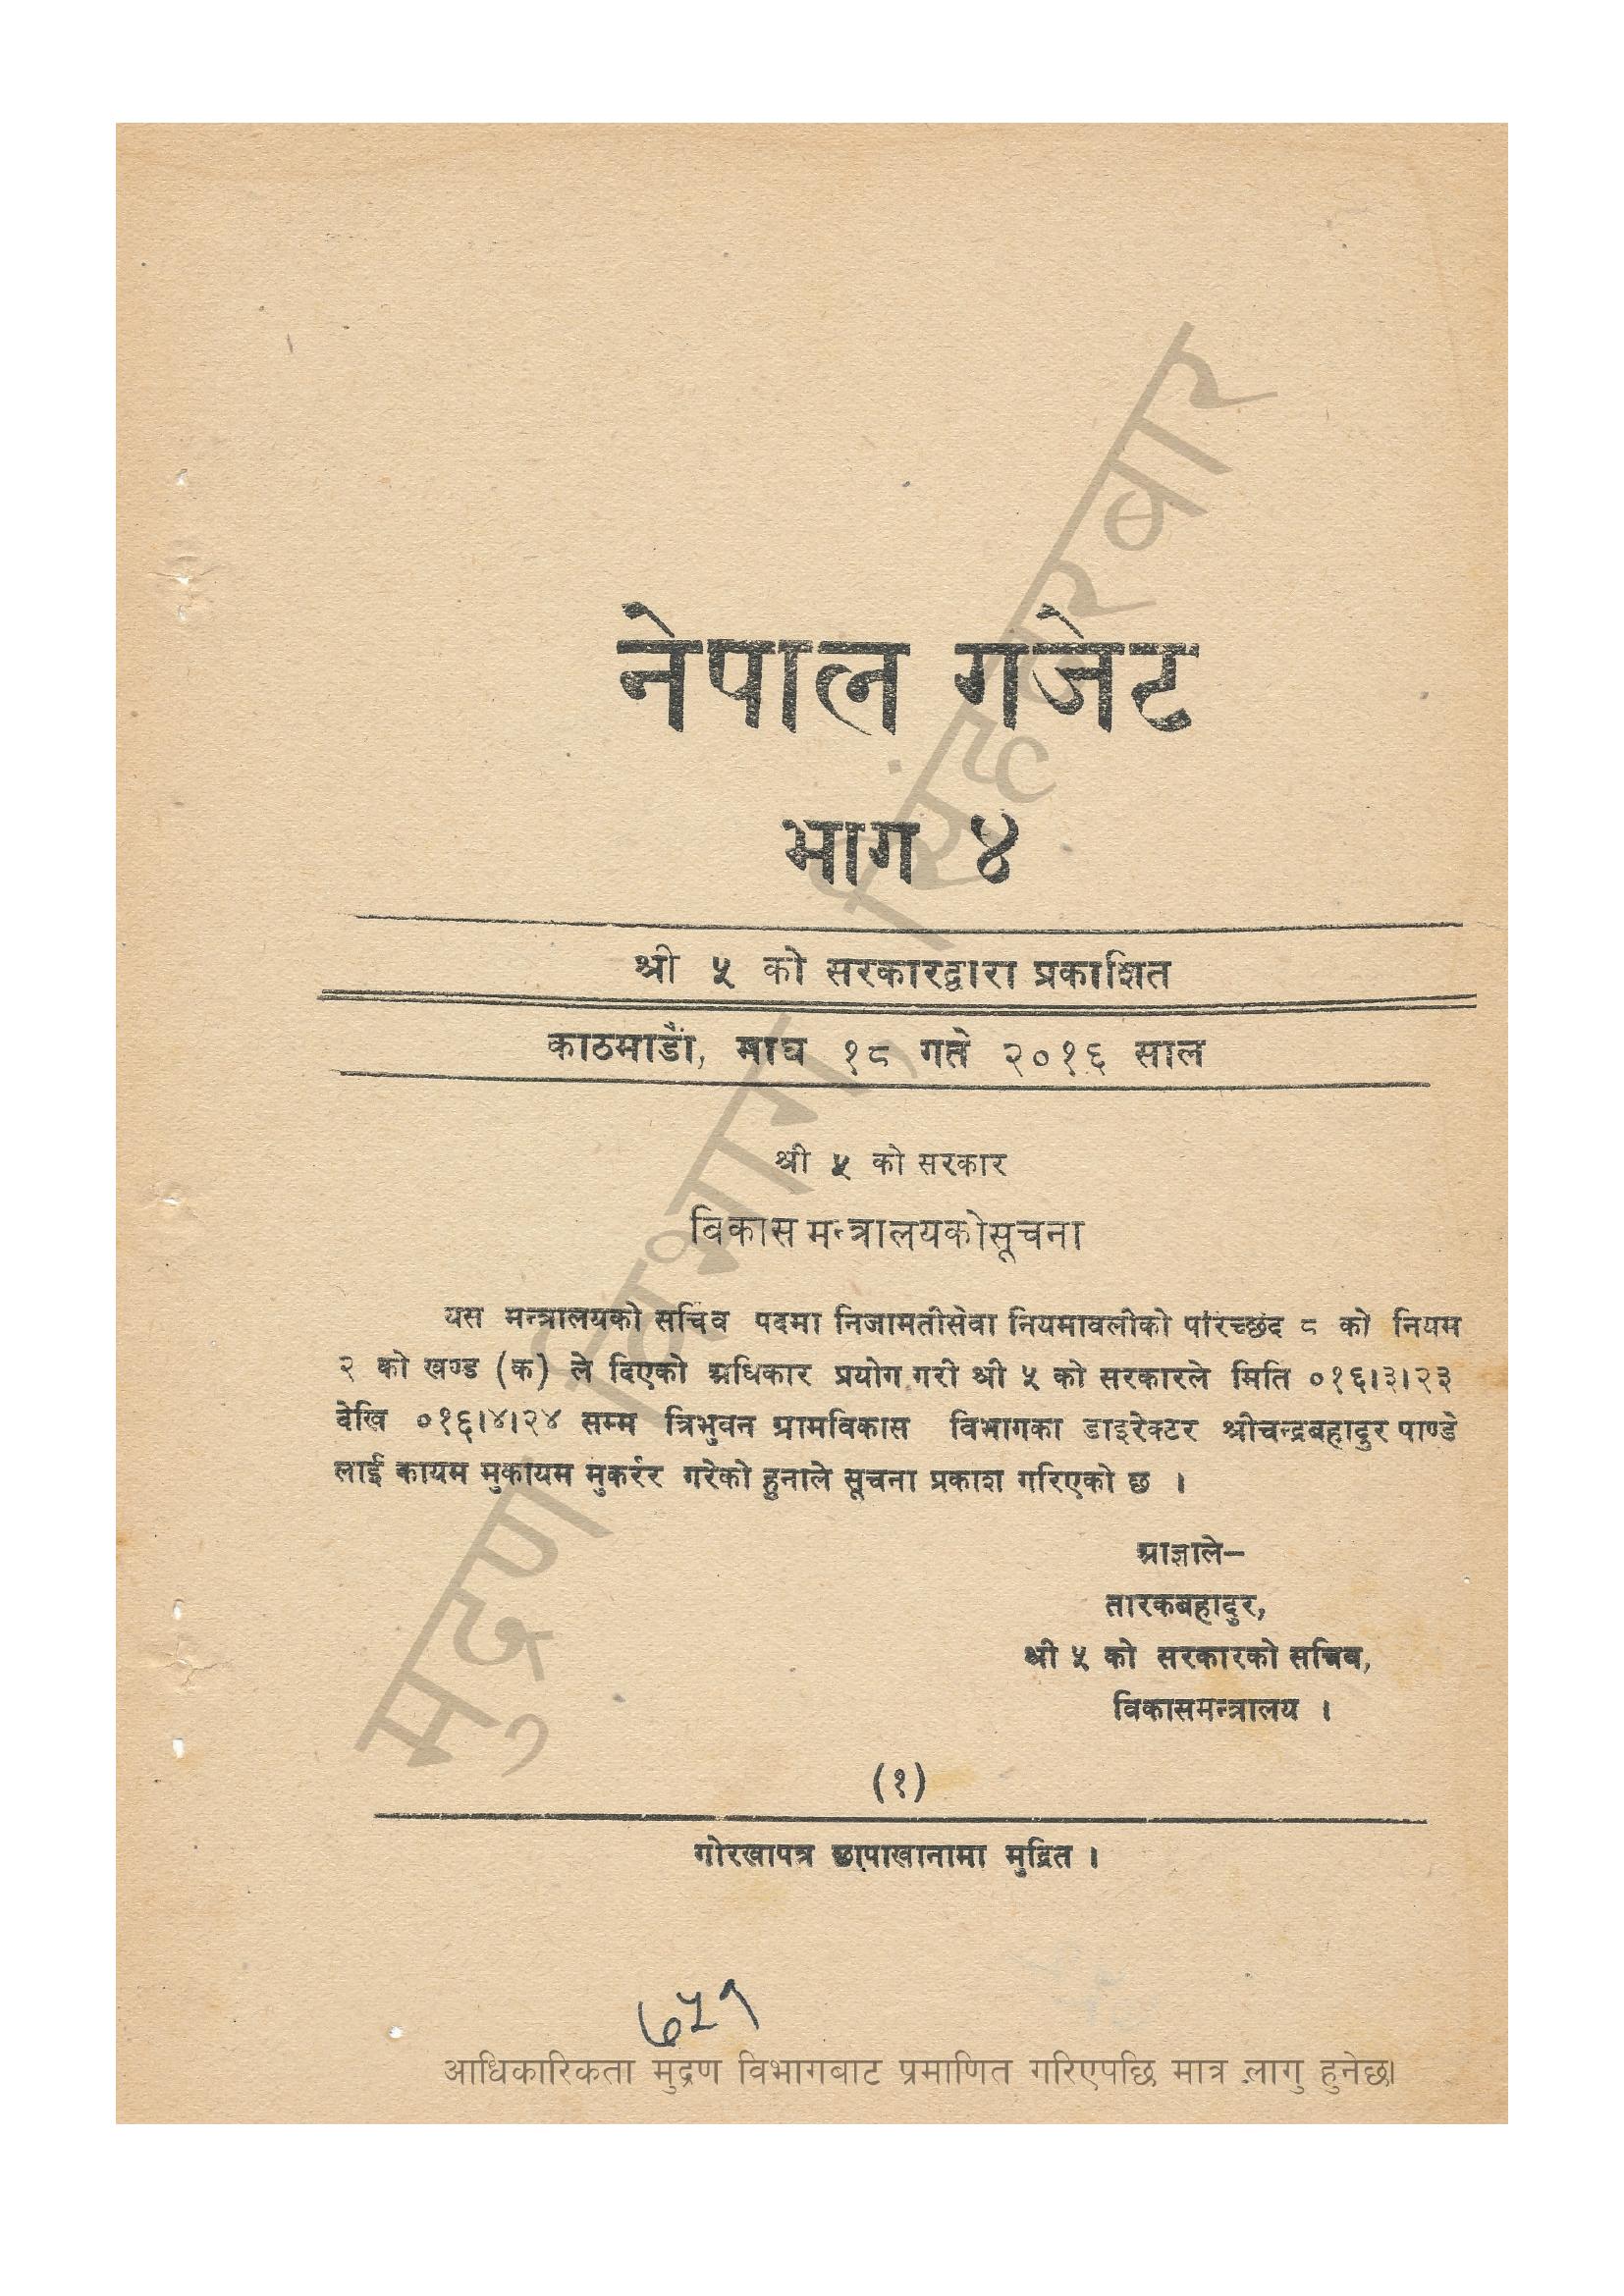 नेपाल गजेट
भाग ४
श्री ५ को सरकारद्वारा प्रकाशित
काठमाडौं, माघ १८ गते २०१६ साल
श्री ५ को सरकार
विकास मन्त्रालयकोसूचना
यस मन्त्रालयको सचिव पदमा निजामतीसेवा नियमावलीको परिच्छेद ८ को नियम
२ को खण्ड (क) ले दिएको अधिकार प्रयोग गरी श्री ५ को सरकारले मिति ०१६।३।२३
देखि ०१६।४।२४ सम्म त्रिभुवन ग्रामविकास विभागका डाइरेक्टर श्रीचन्द्रबहादुर पाण्डे
लाई कायम मुकायम मुकर्रर गरेको हुनाले सूचना प्रकाश गरिएको छ ।
आज्ञाले—
तारकबहादुर,
श्री ५ को सरकारको सचिव,
विकासमन्त्रालय ।
(१)
गोरखापत्र छापाखानामा मुद्रित ।
७५१
आधिकारिकता मुद्रण विभागबाट प्रमाणित गरिएपछि मात्र लागु हुनेछ।
मुद्रण विभाग, सिंहदरबार